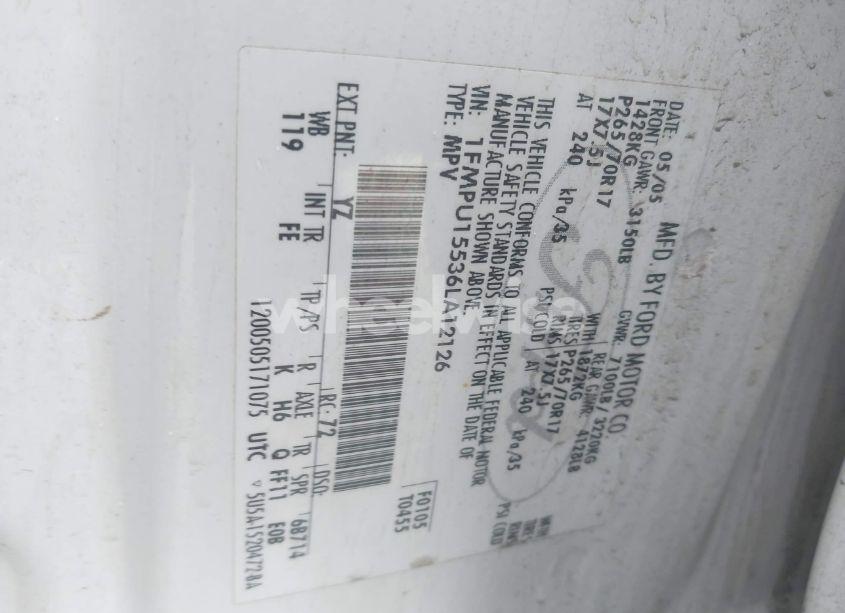 DATE: 05/05 MFD. BY FORD MOTOR CO.
FRONT GAWR: 3150LB GVWR: 7100LB / 3220KG
1428KG REAR GAWR: 4128LB
P265/70R17 WITH 1872KG
17X7.5J TIRES P265/70R17
AT 240 kPa/35 RIMS 17X7.5J
PSI COLD AT 240 kPa/35 PSI COLD
THIS VEHICLE CONFORMS TO ALL APPLICABLE FEDERAL MOTOR
VEHICLE SAFETY STANDARDS IN EFFECT ON THE DATE OF
MANUFACTURE SHOWN ABOVE.
VIN: 1FMPU15536LA12126
TYPE: MPV
F0105
T0455
EXT PNT: YZ RC: 72 DSO:
WB INT TR TP/PS R AXLE TR SPR 68714
119 FE K H6 Q FF11 E0B
120050517 1075 UTC ▽ 5U5A1520472BA
wheelwise